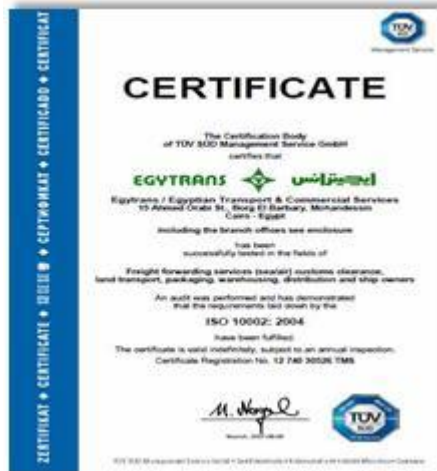 TÜV
SÜD
Management Service
CERTIFICATE
The Certification Body
of TÜV SÜD Management Service GmbH
certifies that
EGYTRANS ايجيترانس
Egytrans / Egyptian Transport & Commercial Services
15 Ahmed Orabi St., Borg El Barbary, Mohandessin
Cairo - Egypt
including the branch offices see enclosure
has been
successfully tested in the fields of
Freight forwarding services (sea/air) customs clearance,
land transport, packaging, warehousing, distribution and ship owners
An audit was performed and has demonstrated
that the requirements laid down by the
ISO 10002: 2004
have been fulfilled.
The certificate is valid indefinitely, subject to an annual inspection.
Certificate Registration No. 12 740 30526 TMS
TÜV
SÜD
ZERTIFIKAT ♦ CERTIFICATE ♦ ♦ СЕРТИФИКАТ ♦ CERTIFICADO ♦ CERTIFICAT